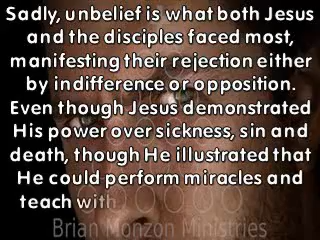 Sadly, unbelief is what both Jesus
and the disciples faced most,
manifesting their rejection either
by indifference or opposition.
Even though Jesus demonstrated
His power over sickness, sin and
death, though He illustrated that
He could perform miracles and
teach with
Brian Monzon Ministries